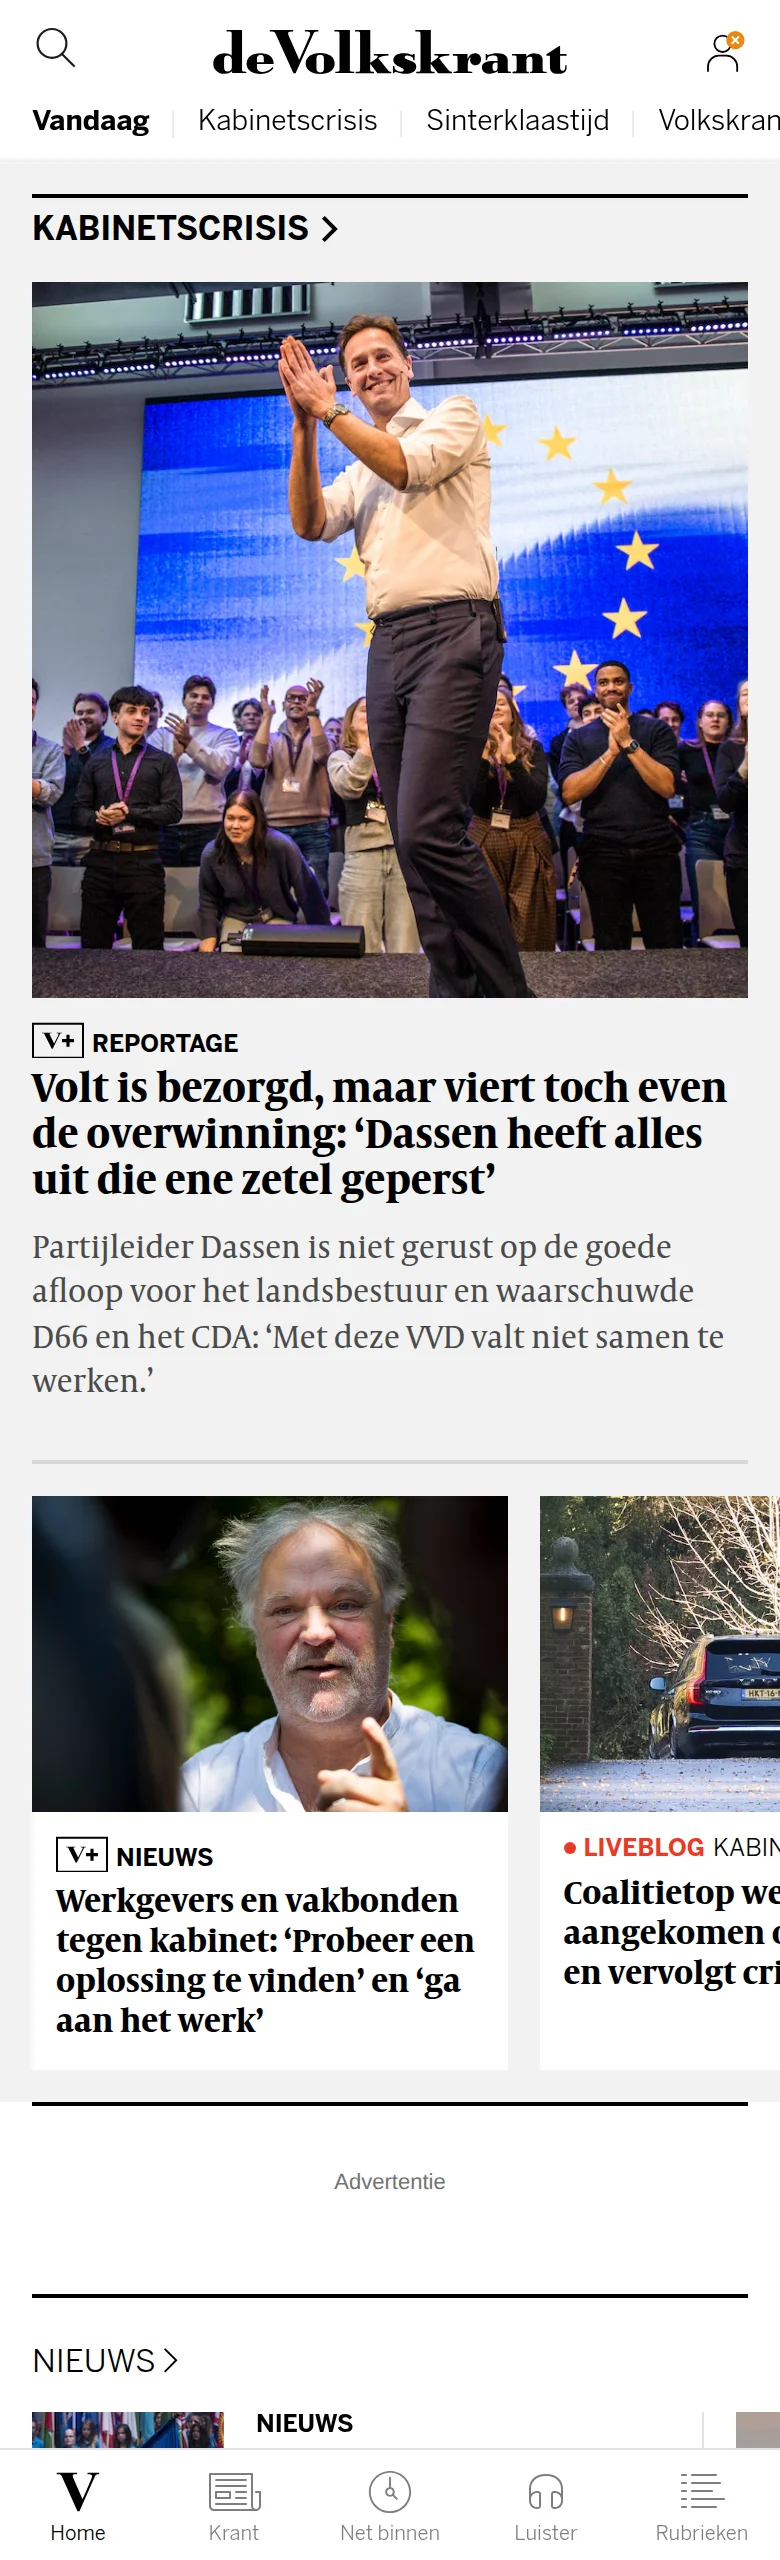 deVolkskrant
Vandaag
Kabinetscrisis
Sinterklaastijd
Volkskran
KABINETSCRISIS
V+ REPORTAGE
Volt is bezorgd, maar viert toch even
de overwinning: ‘Dassen heeft alles
uit die ene zetel geperst’
Partijleider Dassen is niet gerust op de goede
afloop voor het landsbestuur en waarschuwde
D66 en het CDA: ‘Met deze VVD valt niet samen te
werken.’
V+ NIEUWS
Werkgevers en vakbonden
tegen kabinet: ‘Probeer een
oplossing te vinden’ en ‘ga
aan het werk’
HKT-16
LIVEBLOG KABIN
Coalitietop we
aangekomen o
en vervolgt cri
Advertentie
NIEUWS
NIEUWS
V
Home
Krant
Net binnen
Luister
Rubrieken